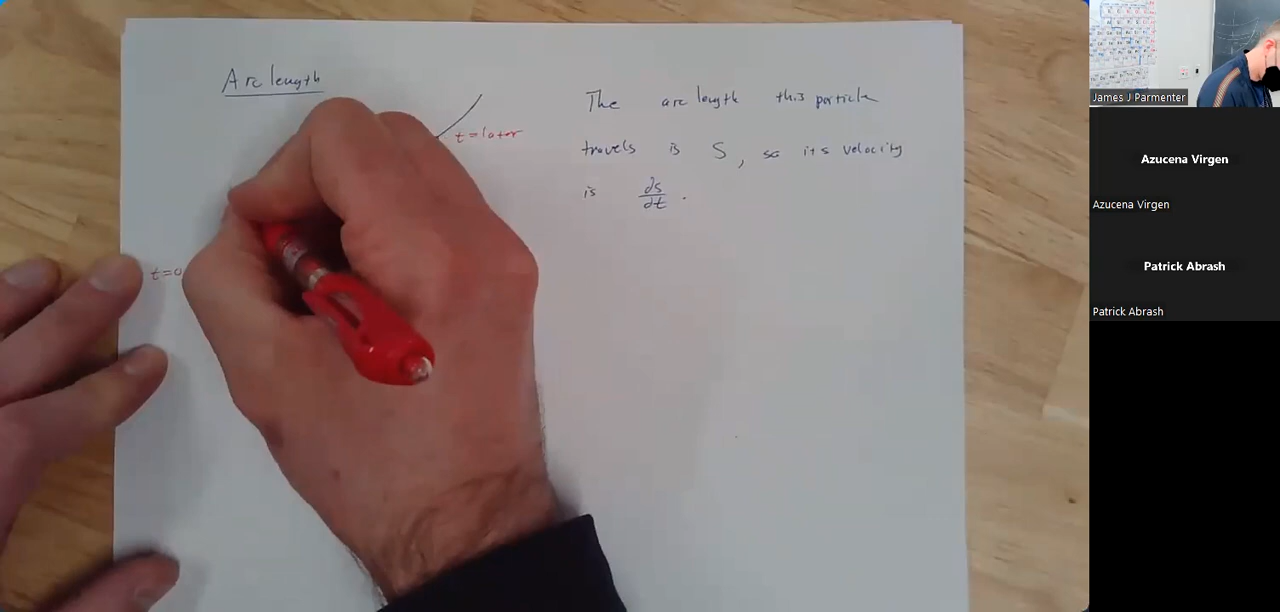 Arc length
t=later
t=0
The arc length this particle
travels is S, so its velocity
is ds/dt.
James J Parmenter
Azucena Virgen
Azucena Virgen
Patrick Abrash
Patrick Abrash